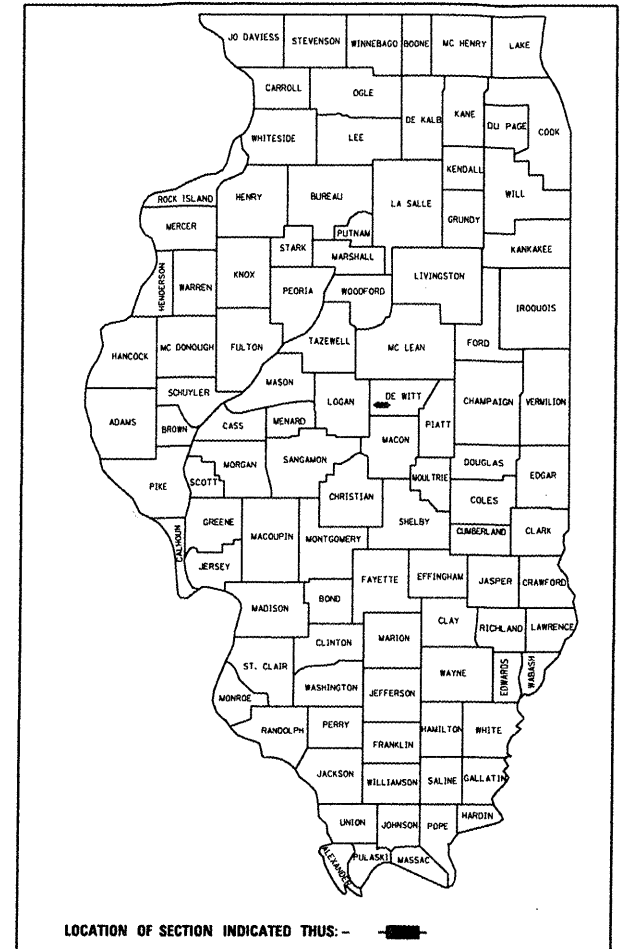 JO DAVIESS STEVENSON WINNEBAGO BOONE MC HENRY LAKE
CARROLL OGLE DE KALB KANE DU PAGE COOK
WHITESIDE LEE
KENDALL
ROCK ISLAND HENRY BUREAU LA SALLE WILL
GRUNDY
MERCER PUTNAM
STARK MARSHALL KANKAKEE
HENDERSON WARREN KNOX PEORIA WOODFORD LIVINGSTON
IROQUOIS
HANCOCK MC DONOUGH FULTON TAZEWELL MC LEAN FORD
MASON
SCHUYLER LOGAN DE WITT CHAMPAIGN VERMILION
ADAMS BROWN CASS MENARD MACON PIATT
MORGAN SANGAMON DOUGLAS
PIKE SCOTT MOULTRIE EDGAR
CHRISTIAN COLES
GREENE SHELBY
CALHOUN MACOUPIN MONTGOMERY CUMBERLAND CLARK
JERSEY
FAYETTE EFFINGHAM JASPER CRAWFORD
MADISON BOND
CLAY RICHLAND LAWRENCE
CLINTON MARION
ST. CLAIR WAYNE EDWARDS WABASH
WASHINGTON JEFFERSON
MONROE
RANDOLPH PERRY HAMILTON WHITE
FRANKLIN
JACKSON WILLIAMSON SALINE GALLATIN
UNION JOHNSON POPE HARDIN
ALEXANDER PULASKI MASSAC
LOCATION OF SECTION INDICATED THUS: -